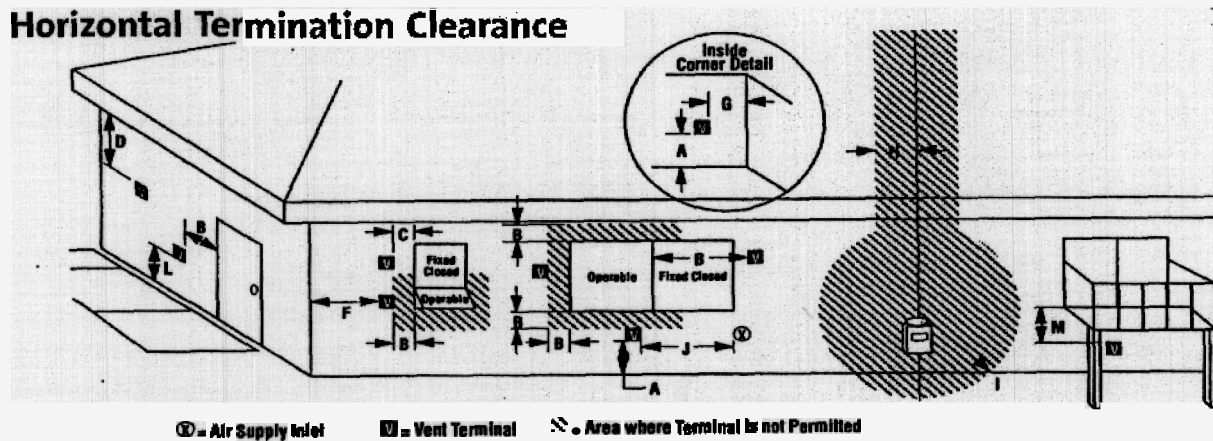 Horizontal Termination Clearance
Inside
Corner Detail
G
V
A
H
D
V
B
V
L
C
V
Fixed
Closed
V
Operable
F
B
B
V
Operable
B
Fixed Closed
V
B
B
V
J
X
A
I
M
V
X = Air Supply Inlet
V = Vent Terminal
= Area where Terminal is not Permitted